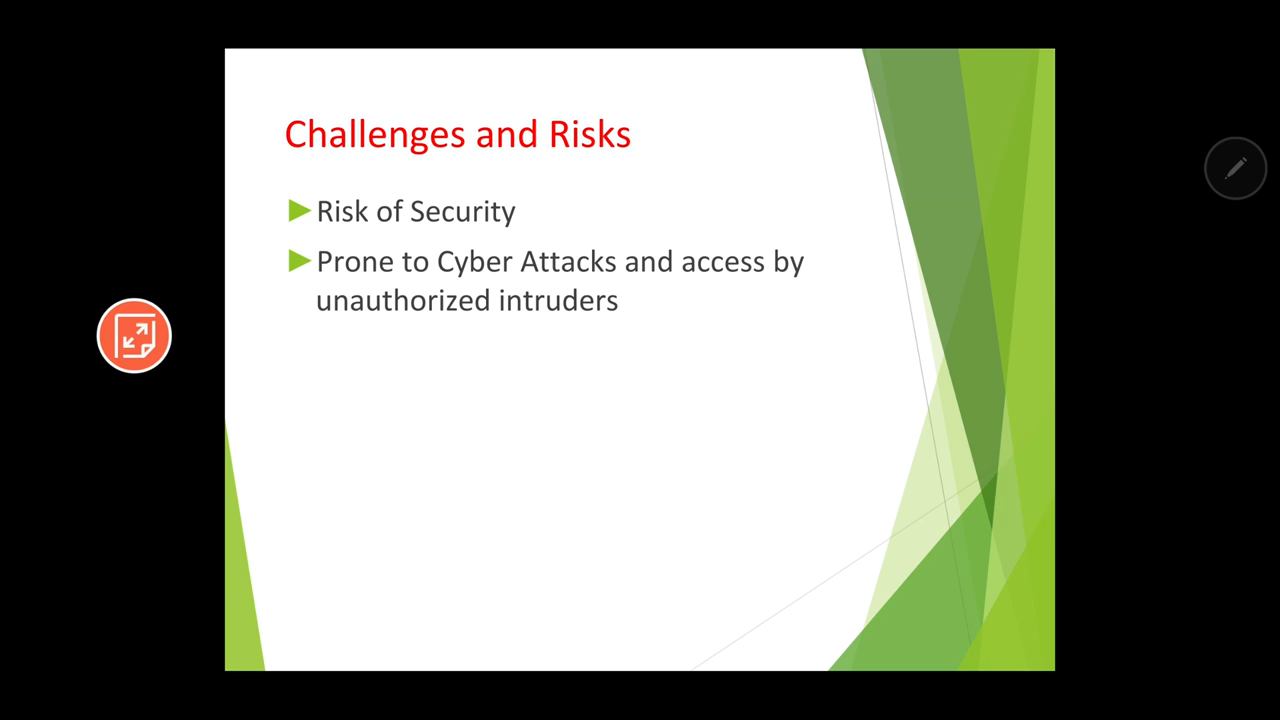 Challenges and Risks
Risk of Security
Prone to Cyber Attacks and access by
unauthorized intruders